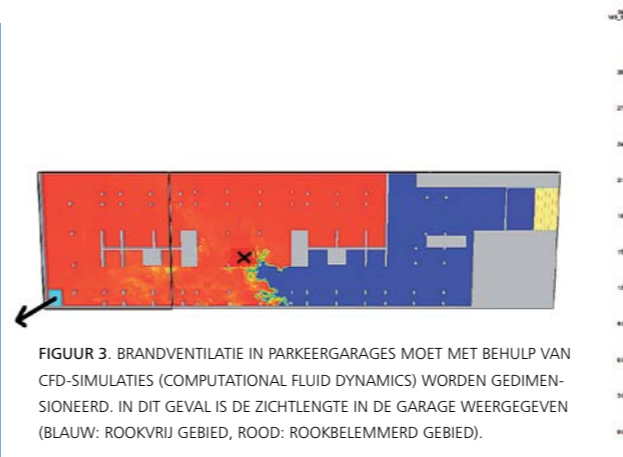 FIGUUR 3. BRANDVENTILATIE IN PARKEERGARAGES MOET MET BEHULP VAN
CFD-SIMULATIES (COMPUTATIONAL FLUID DYNAMICS) WORDEN GEDIMEN-
SIONEERD. IN DIT GEVAL IS DE ZICHTLENGTE IN DE GARAGE WEERGEGEVEN
(BLAUW: ROOKVRIJ GEBIED, ROOD: ROOKBELEMMERD GEBIED).